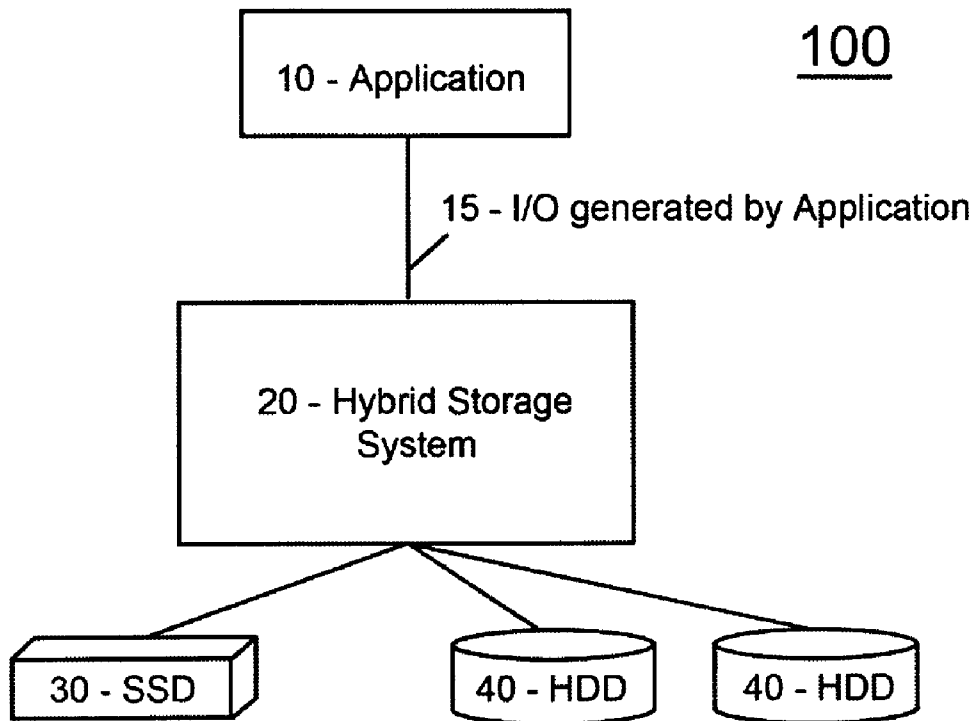 100
10 - Application
15 - I/O generated by Application
20 - Hybrid Storage
System
30 - SSD
40 - HDD
40 - HDD